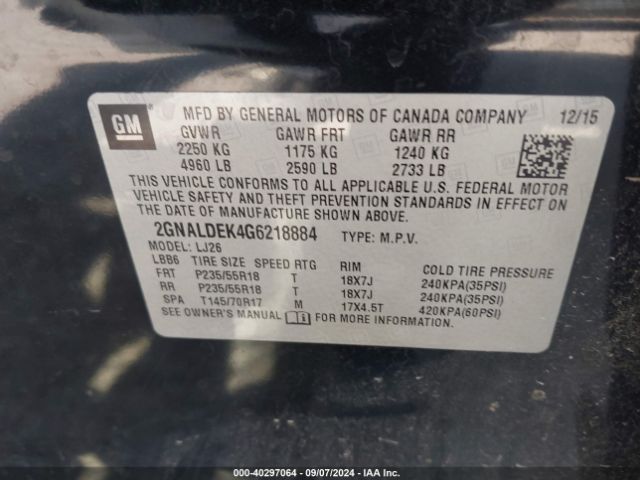 GM
MFD BY GENERAL MOTORS OF CANADA COMPANY 12/15
GVWR GAWR FRT GAWR RR
2250 KG 1175 KG 1240 KG
4960 LB 2590 LB 2733 LB
THIS VEHICLE CONFORMS TO ALL APPLICABLE U.S. FEDERAL MOTOR
VEHICLE SAFETY AND THEFT PREVENTION STANDARDS IN EFFECT ON
THE DATE OF MANUFACTURE SHOWN ABOVE.
2GNALDEK4G6218884 TYPE: M.P.V.
MODEL: LJ26
LBB6 TIRE SIZE SPEED RTG RIM COLD TIRE PRESSURE
FRT P235/55R18 T 18X7J 240KPA(35PSI)
RR P235/55R18 T 18X7J 240KPA(35PSI)
SPA T145/70R17 M 17X4.5T 420KPA(60PSI)
SEE OWNER'S MANUAL FOR MORE INFORMATION.
000-40297064 - 09/07/2024 - IAA Inc.